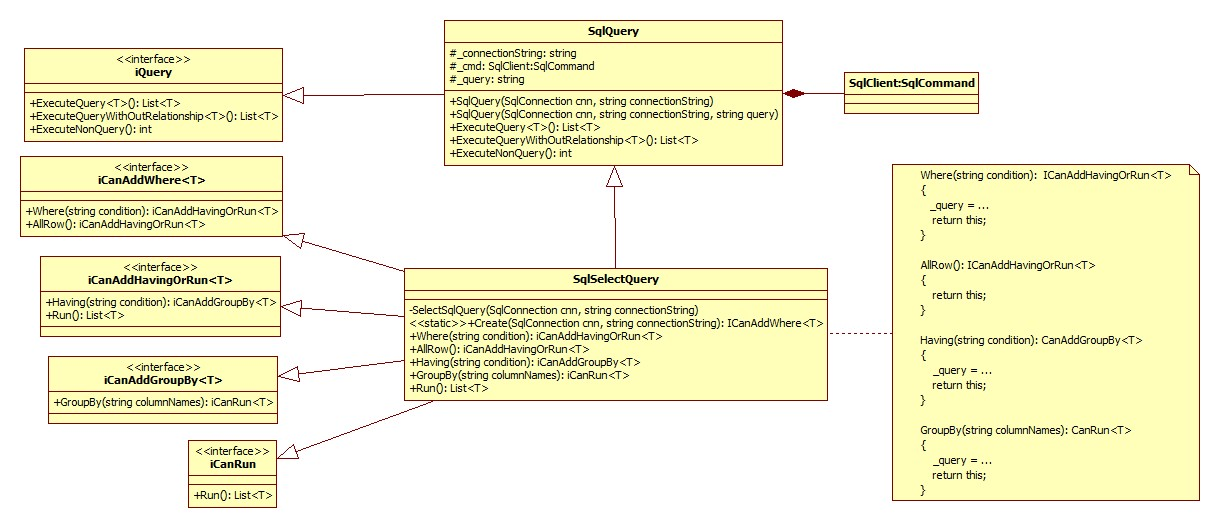 <<interface>>
iQuery
+ExecuteQuery<T>(): List<T>
+ExecuteQueryWithOutRelationship<T>(): List<T>
+ExecuteNonQuery(): int
<<interface>>
iCanAddWhere<T>
+Where(string condition): iCanAddHavingOrRun<T>
+AllRow(): iCanAddHavingOrRun<T>
<<interface>>
iCanAddHavingOrRun<T>
+Having(string condition): iCanAddGroupBy<T>
+Run(): List<T>
<<interface>>
iCanAddGroupBy<T>
+GroupBy(string columnNames): iCanRun<T>
<<interface>>
iCanRun
+Run(): List<T>
SqlQuery
#_connectionString: string
#_cmd: SqlClient:SqlCommand
#_query: string
+SqlQuery(SqlConnection cnn, string connectionString)
+SqlQuery(SqlConnection cnn, string connectionString, string query)
+ExecuteQuery<T>(): List<T>
+ExecuteQueryWithOutRelationship<T>(): List<T>
+ExecuteNonQuery(): int
SqlClient:SqlCommand
SqlSelectQuery
-SelectSqlQuery(SqlConnection cnn, string connectionString)
<<static>>+Create(SqlConnection cnn, string connectionString): ICanAddWhere<T>
+Where(string condition): iCanAddHavingOrRun<T>
+AllRow(): iCanAddHavingOrRun<T>
+Having(string condition): iCanAddGroupBy<T>
+GroupBy(string columnNames): iCanRun<T>
+Run(): List<T>
Where(string condition): ICanAddHavingOrRun<T>
{
_query = ...
return this;
}
AllRow(): ICanAddHavingOrRun<T>
{
return this;
}
Having(string condition): CanAddGroupBy<T>
{
_query = ...
return this;
}
GroupBy(string columnNames): CanRun<T>
{
_query = ...
return this;
}